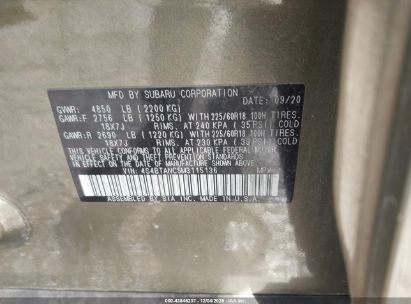 MFD. BY SUBARU CORPORATION
DATE: 09/20
GVWR: 4850 LB (2200 KG)
GAWR: F 2756 LB (1250 KG) WITH 225/60R18 100H TIRES.
18X7J RIMS, AT 240 KPA (35 PSI) COLD
GAWR: R 2690 LB (1220 KG) WITH 225/60R18 100H TIRES.
18X7J RIMS, AT 230 KPA (33 PSI) COLD
THIS VEHICLE CONFORMS TO ALL APPLICABLE FEDERAL MOTOR
VEHICLE SAFETY AND THEFT PREVENTION STANDARDS
IN EFFECT ON THE DATE OF MANUFACTURE SHOWN ABOVE.
VIN: 4S4BTANC5M3115136 MPV
ASSEMBLED BY SIA INC. MADE IN U.S.A.